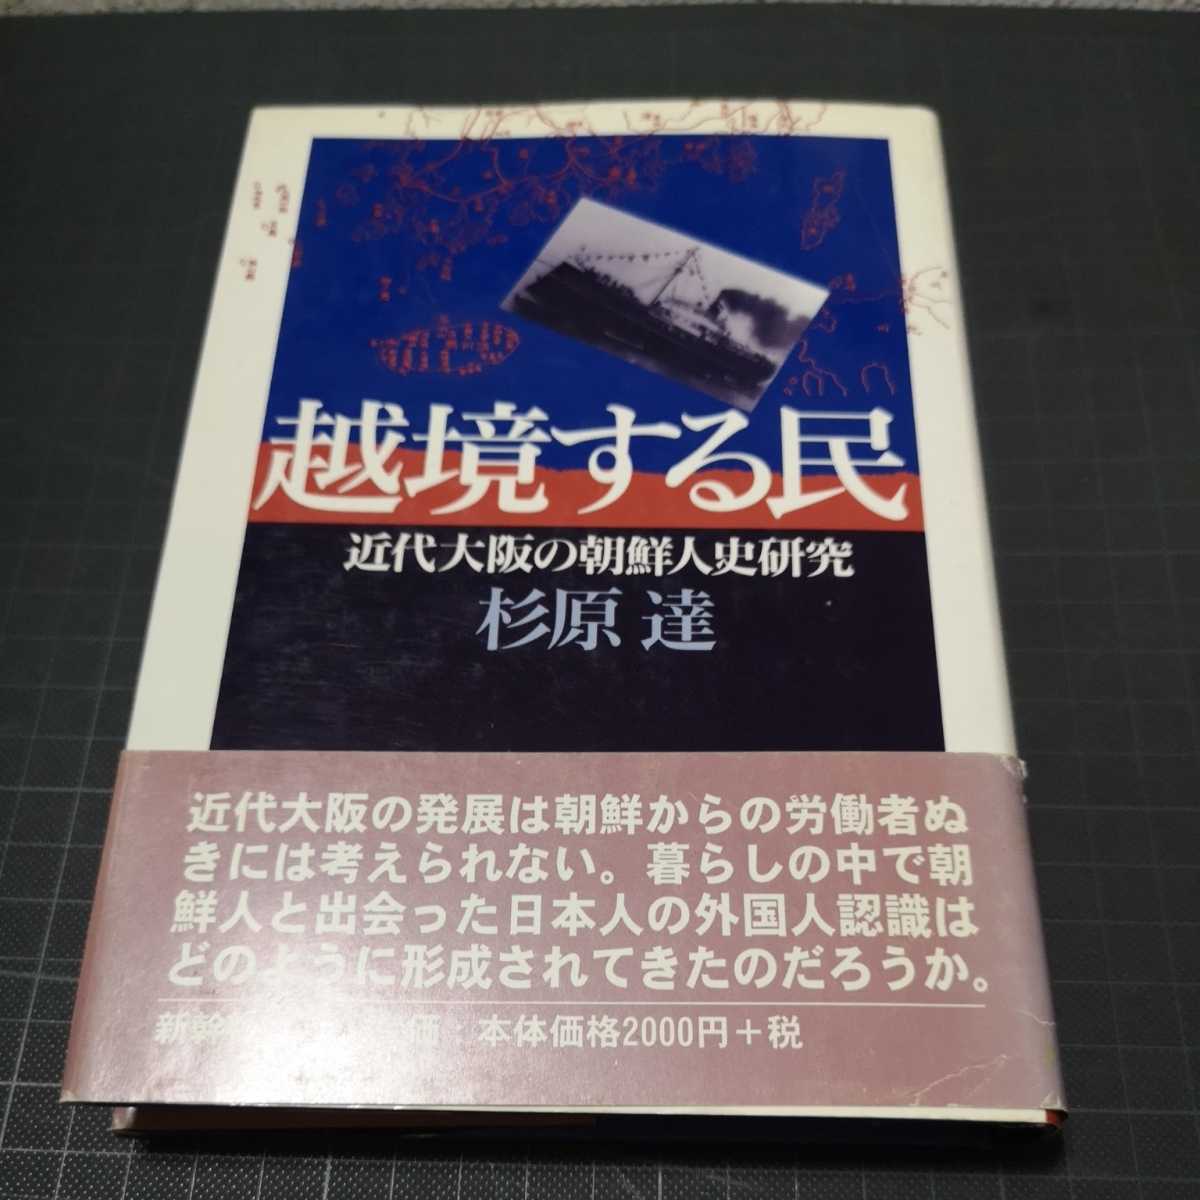 越境する民
近代大阪の朝鮮人史研究
杉原 達
近代大阪の発展は朝鮮からの労働者ぬ
きには考えられない。暮らしの中で朝
鮮人と出会った日本人の外国人認識は
どのように形成されてきたのだろうか。
新幹 価：本体価格2000円＋税